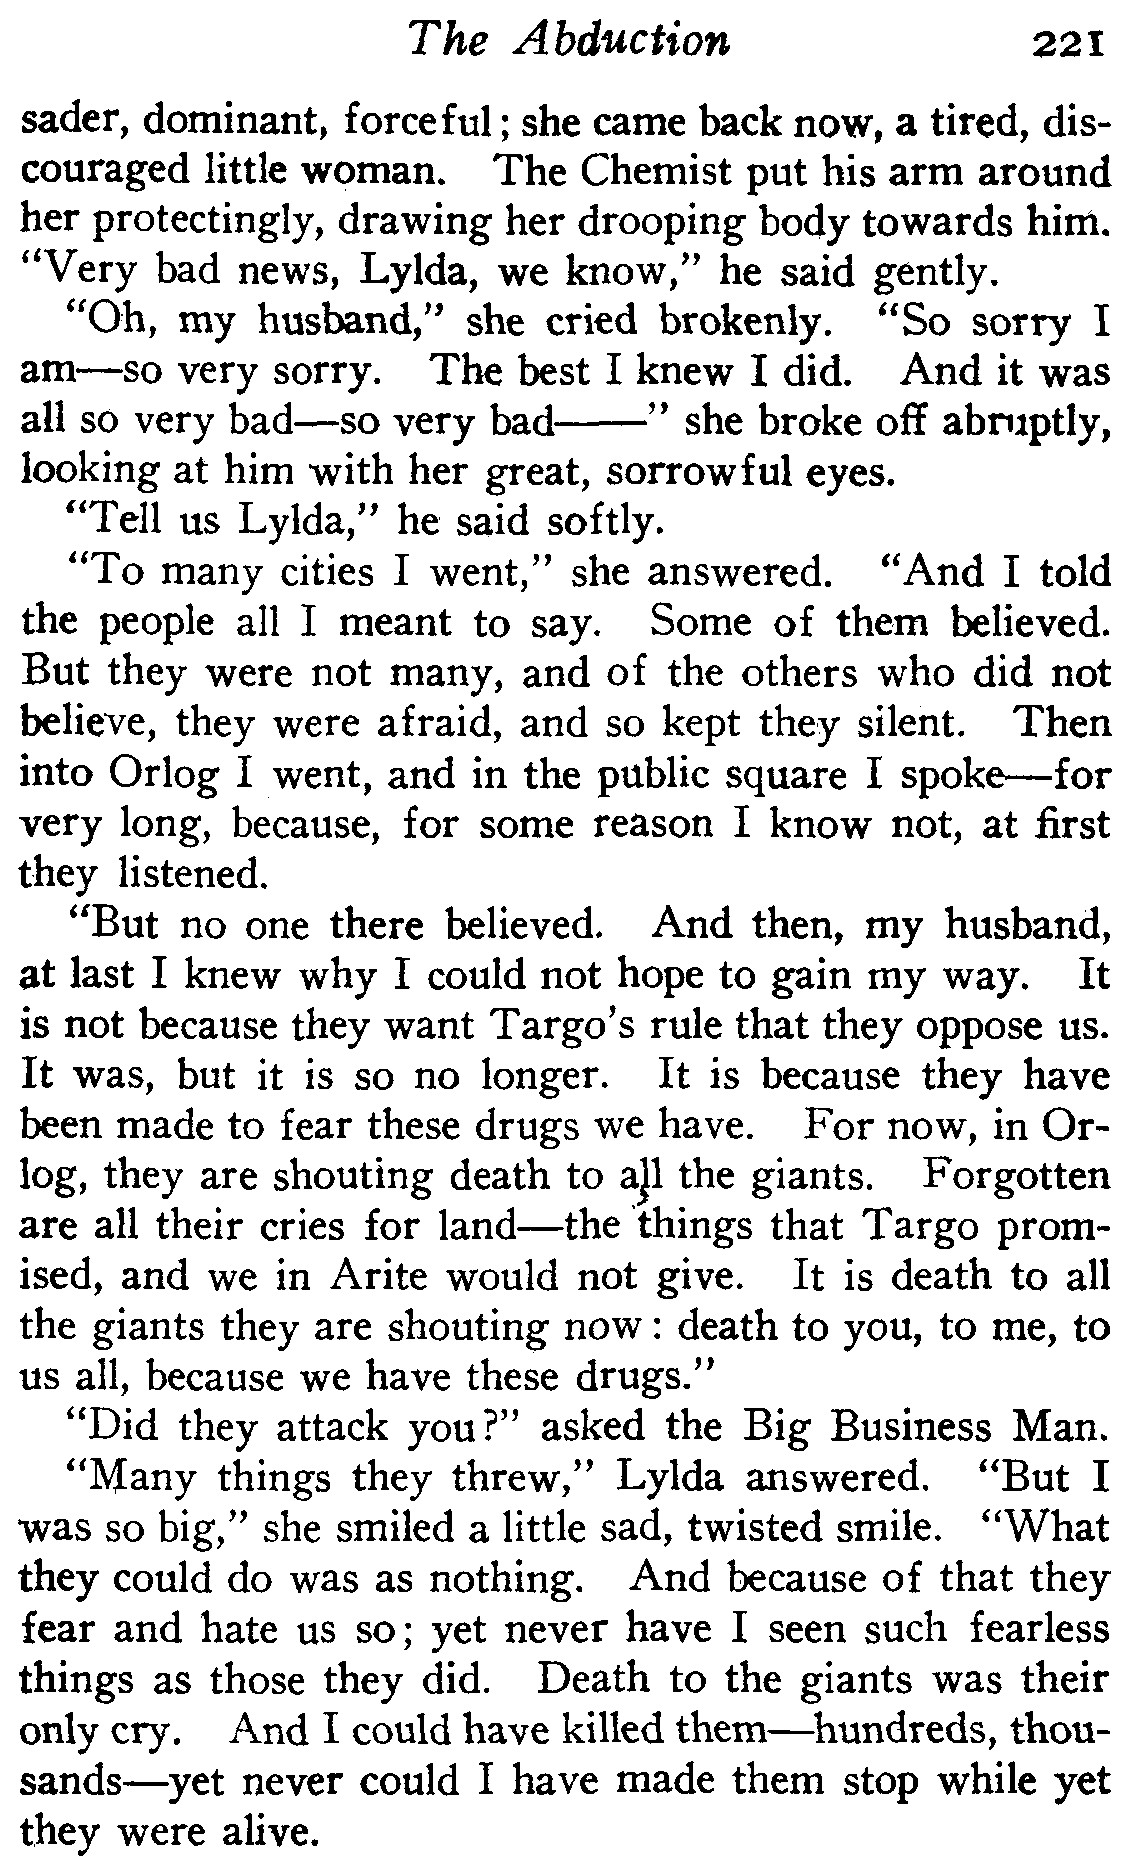 The Abduction 221
sader, dominant, forceful; she came back now, a tired, dis-
couraged little woman. The Chemist put his arm around
her protectingly, drawing her drooping body towards him.
"Very bad news, Lylda, we know," he said gently.
"Oh, my husband," she cried brokenly. "So sorry I
am—so very sorry. The best I knew I did. And it was
all so very bad—so very bad——" she broke off abruptly,
looking at him with her great, sorrowful eyes.
"Tell us Lylda," he said softly.
"To many cities I went," she answered. "And I told
the people all I meant to say. Some of them believed.
But they were not many, and of the others who did not
believe, they were afraid, and so kept they silent. Then
into Orlog I went, and in the public square I spoke—for
very long, because, for some reason I know not, at first
they listened.
"But no one there believed. And then, my husband,
at last I knew why I could not hope to gain my way. It
is not because they want Targo's rule that they oppose us.
It was, but it is so no longer. It is because they have
been made to fear these drugs we have. For now, in Or-
log, they are shouting death to all the giants. Forgotten
are all their cries for land—the things that Targo prom-
ised, and we in Arite would not give. It is death to all
the giants they are shouting now: death to you, to me, to
us all, because we have these drugs."
"Did they attack you?" asked the Big Business Man.
"Many things they threw," Lylda answered. "But I
was so big," she smiled a little sad, twisted smile. "What
they could do was as nothing. And because of that they
fear and hate us so; yet never have I seen such fearless
things as those they did. Death to the giants was their
only cry. And I could have killed them—hundreds, thou-
sands—yet never could I have made them stop while yet
they were alive.